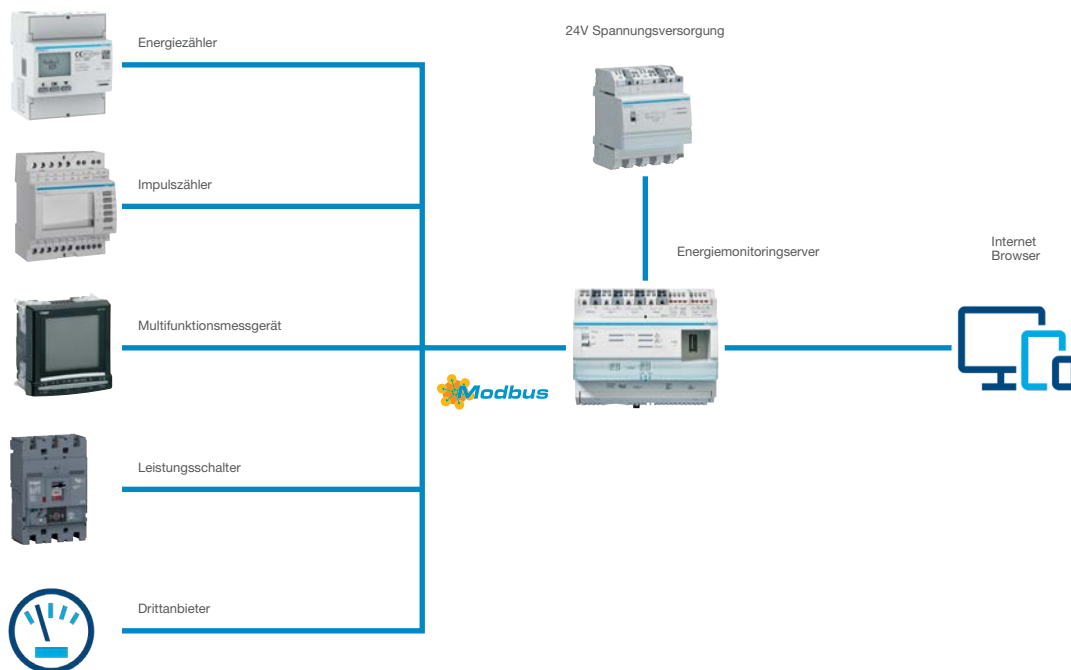 Energiezähler
24V Spannungsversorgung
Impulszähler
Energiemonitoringserver
Internet
Browser
Multifunktionsmessgerät
Modbus
Leistungsschalter
Drittanbieter